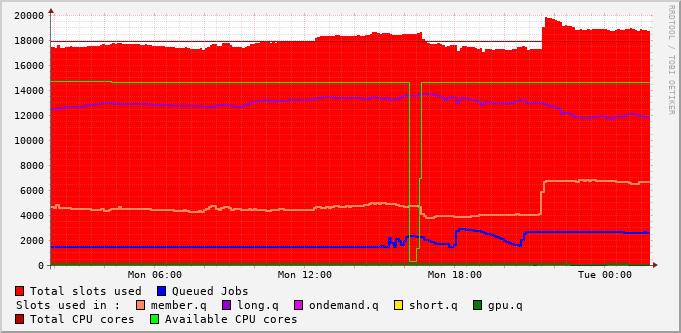 20000
18000
16000
14000
12000
10000
8000
6000
4000
2000
0
Mon 06:00 Mon 12:00 Mon 18:00 Tue 00:00
RRDTOOL / TOBI OETIKER
Total slots used Queued Jobs
Slots used in : member.q long.q ondemand.q short.q gpu.q
Total CPU cores Available CPU cores